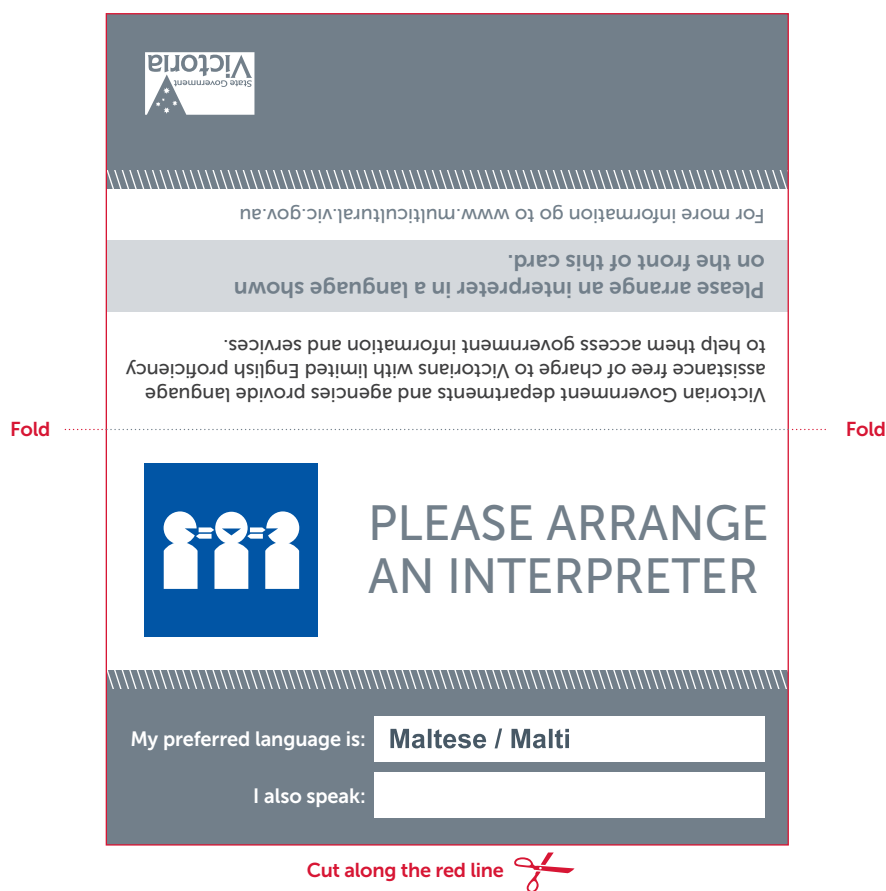 Victoria
State Government
For more information go to www.multicultural.vic.gov.au
Please arrange an interpreter in a language shown
on the front of this card.
Victorian Government departments and agencies provide language
assistance free of charge to Victorians with limited English proficiency
to help them access government information and services.
Fold
Fold
PLEASE ARRANGE
AN INTERPRETER
My preferred language is: Maltese / Malti
I also speak:
Cut along the red line